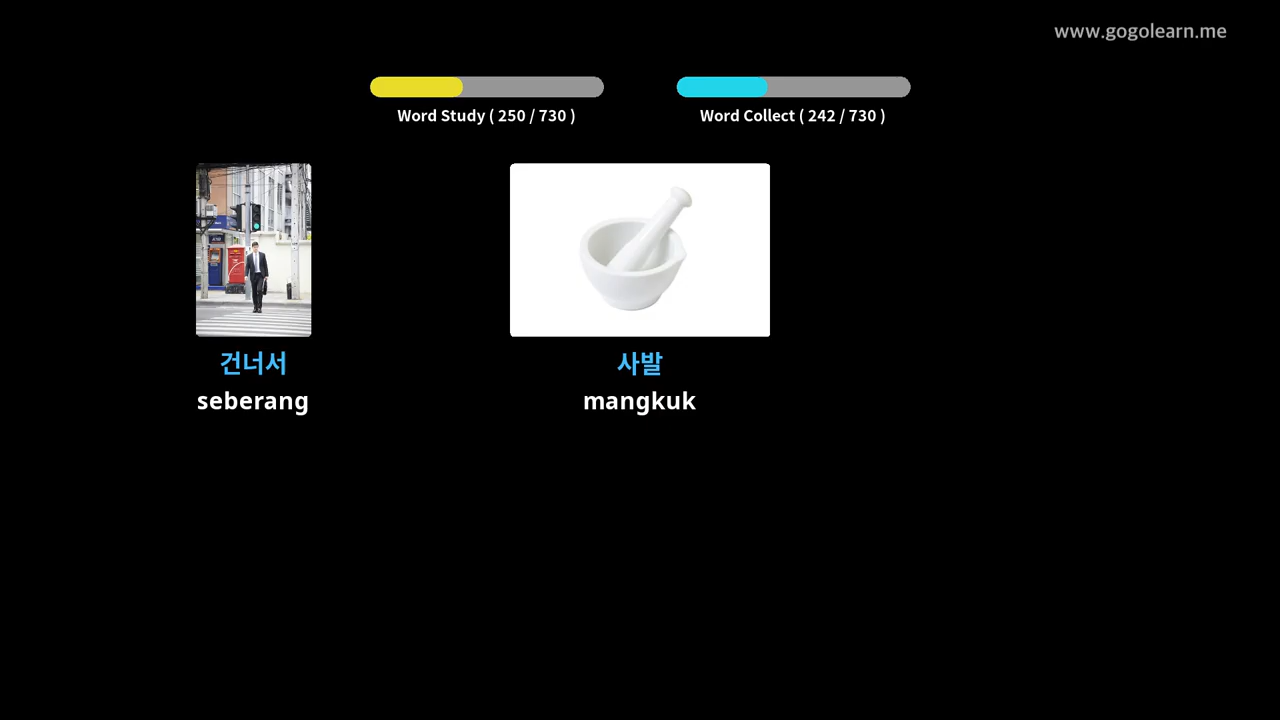 www.gogolearn.me
Word Study ( 250 / 730 )
Word Collect ( 242 / 730 )
건너서
seberang
사발
mangkuk